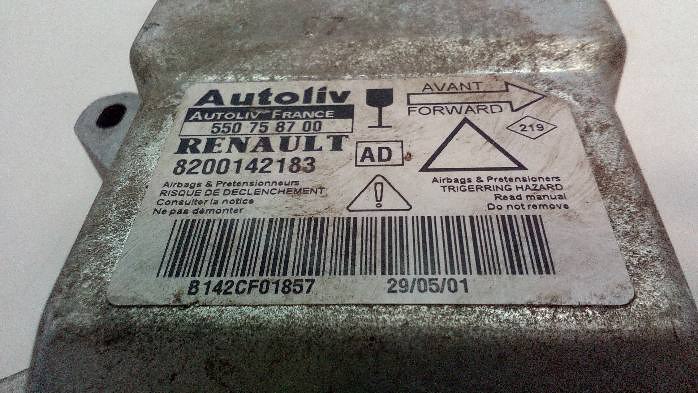 Autoliv
AUTOLIV FRANCE
550 75 87 00
RENAULT
8200142183
AD
AVANT
FORWARD
219
Airbags & Pretensionneurs
RISQUE DE DECLENCHEMENT
Consulter la notice
Ne pas démonter
!
Airbags & Pretensioners
TRIGERRING HAZARD
Read manual
Do not remove
B142CF01857 29/05/01